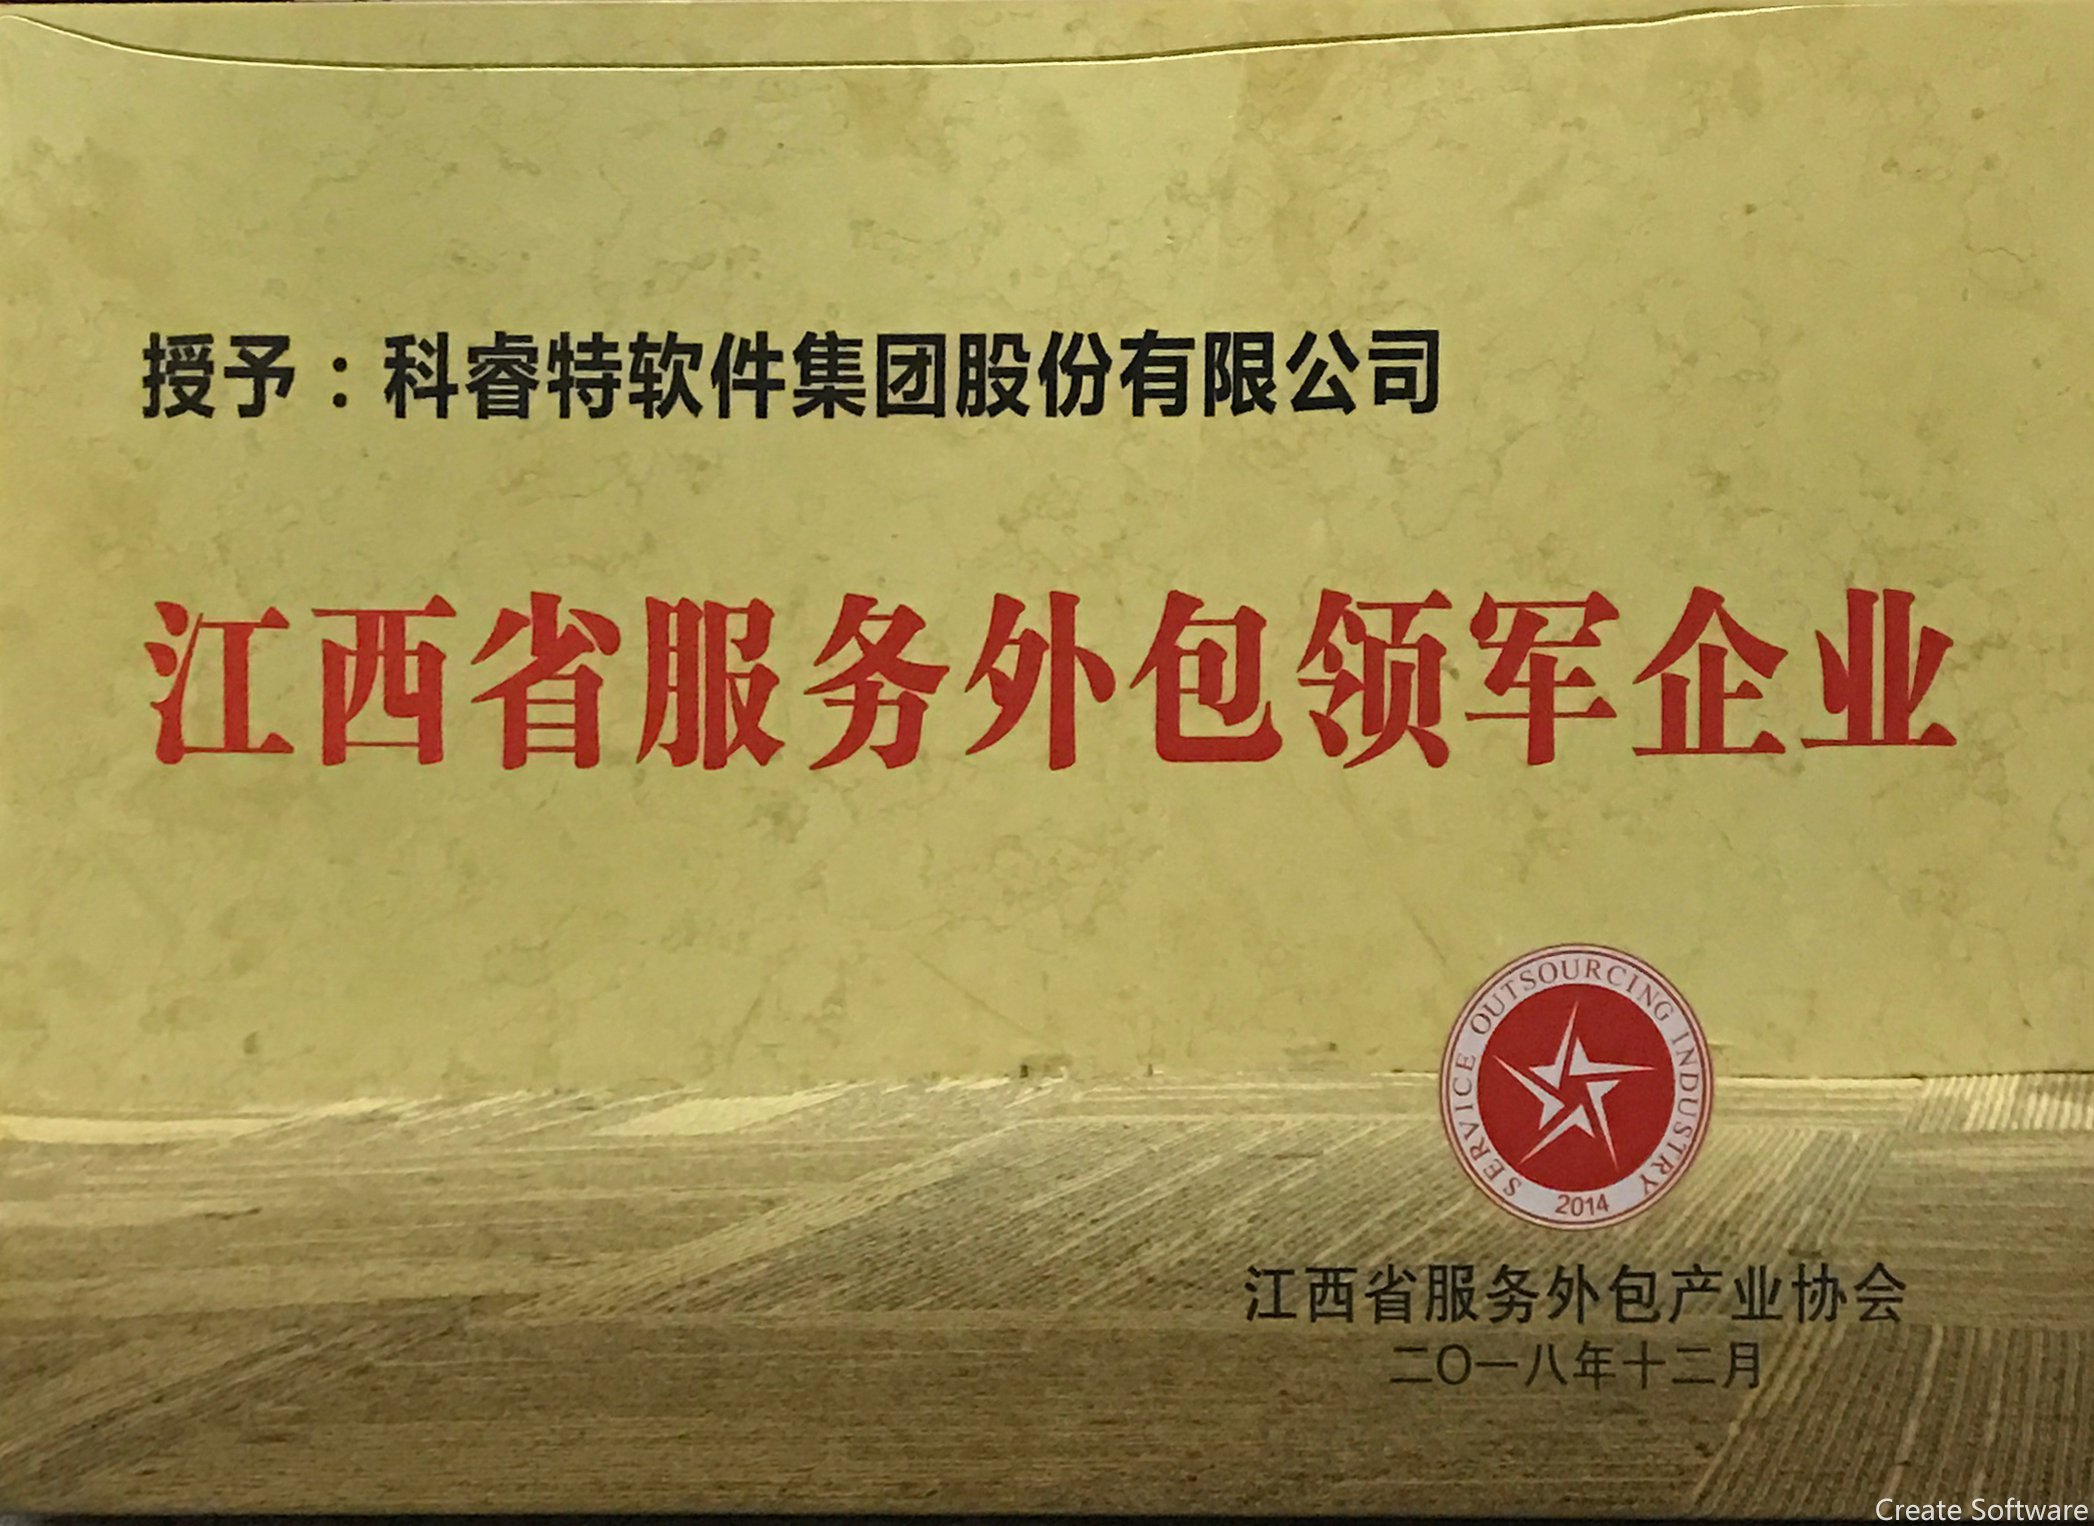 授予：科睿特软件集团股份有限公司
江西省服务外包领军企业
SERVICE OUTSOURCING INDUSTRY
2014
江西省服务外包产业协会
二〇一八年十二月
Create Software